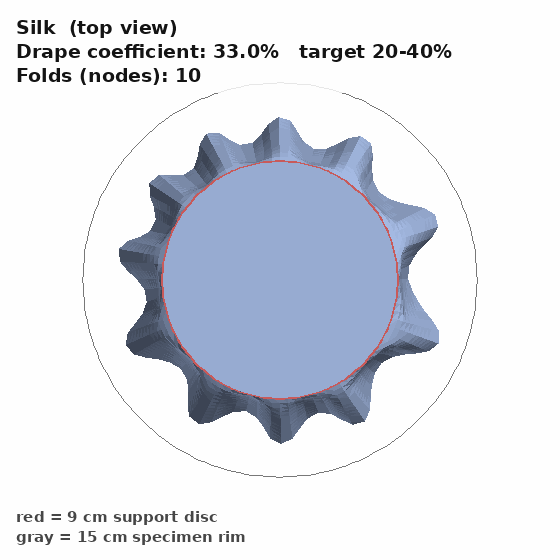 Silk  (top view)
Drape coefficient: 33.0%   target 20-40%
Folds (nodes): 10
red = 9 cm support disc
gray = 15 cm specimen rim